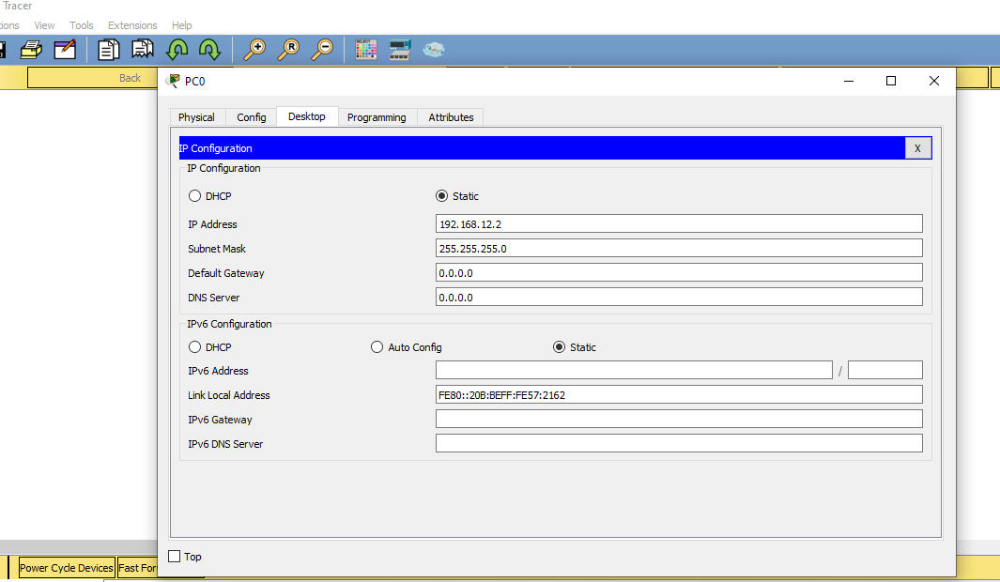 Tracer
ions View Tools Extensions Help
Back
PC0
Physical Config Desktop Programming Attributes
IP Configuration X
IP Configuration
DHCP Static
IP Address 192.168.12.2
Subnet Mask 255.255.255.0
Default Gateway 0.0.0.0
DNS Server 0.0.0.0
IPv6 Configuration
DHCP Auto Config Static
IPv6 Address /
Link Local Address FE80::20B:BEFF:FE57:2162
IPv6 Gateway
IPv6 DNS Server
Top
Power Cycle Devices Fast For